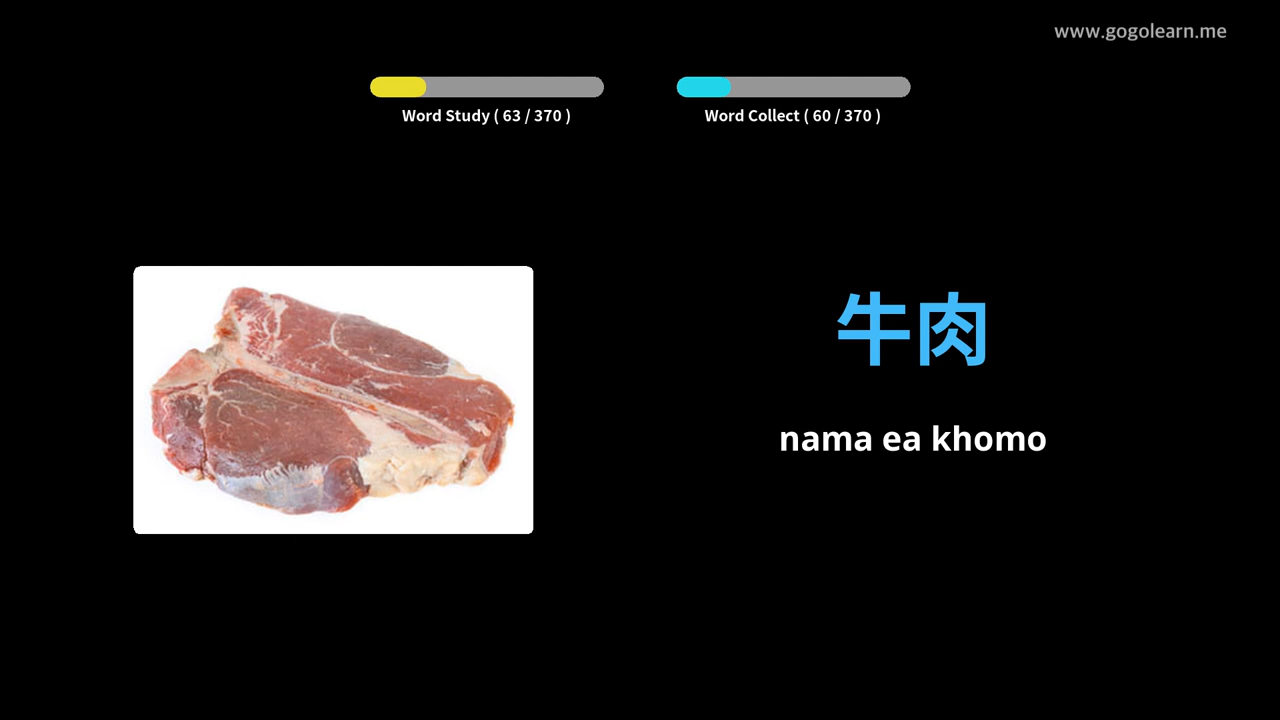 www.gogolearn.me
Word Study ( 63 / 370 )
Word Collect ( 60 / 370 )
牛肉
nama ea khomo